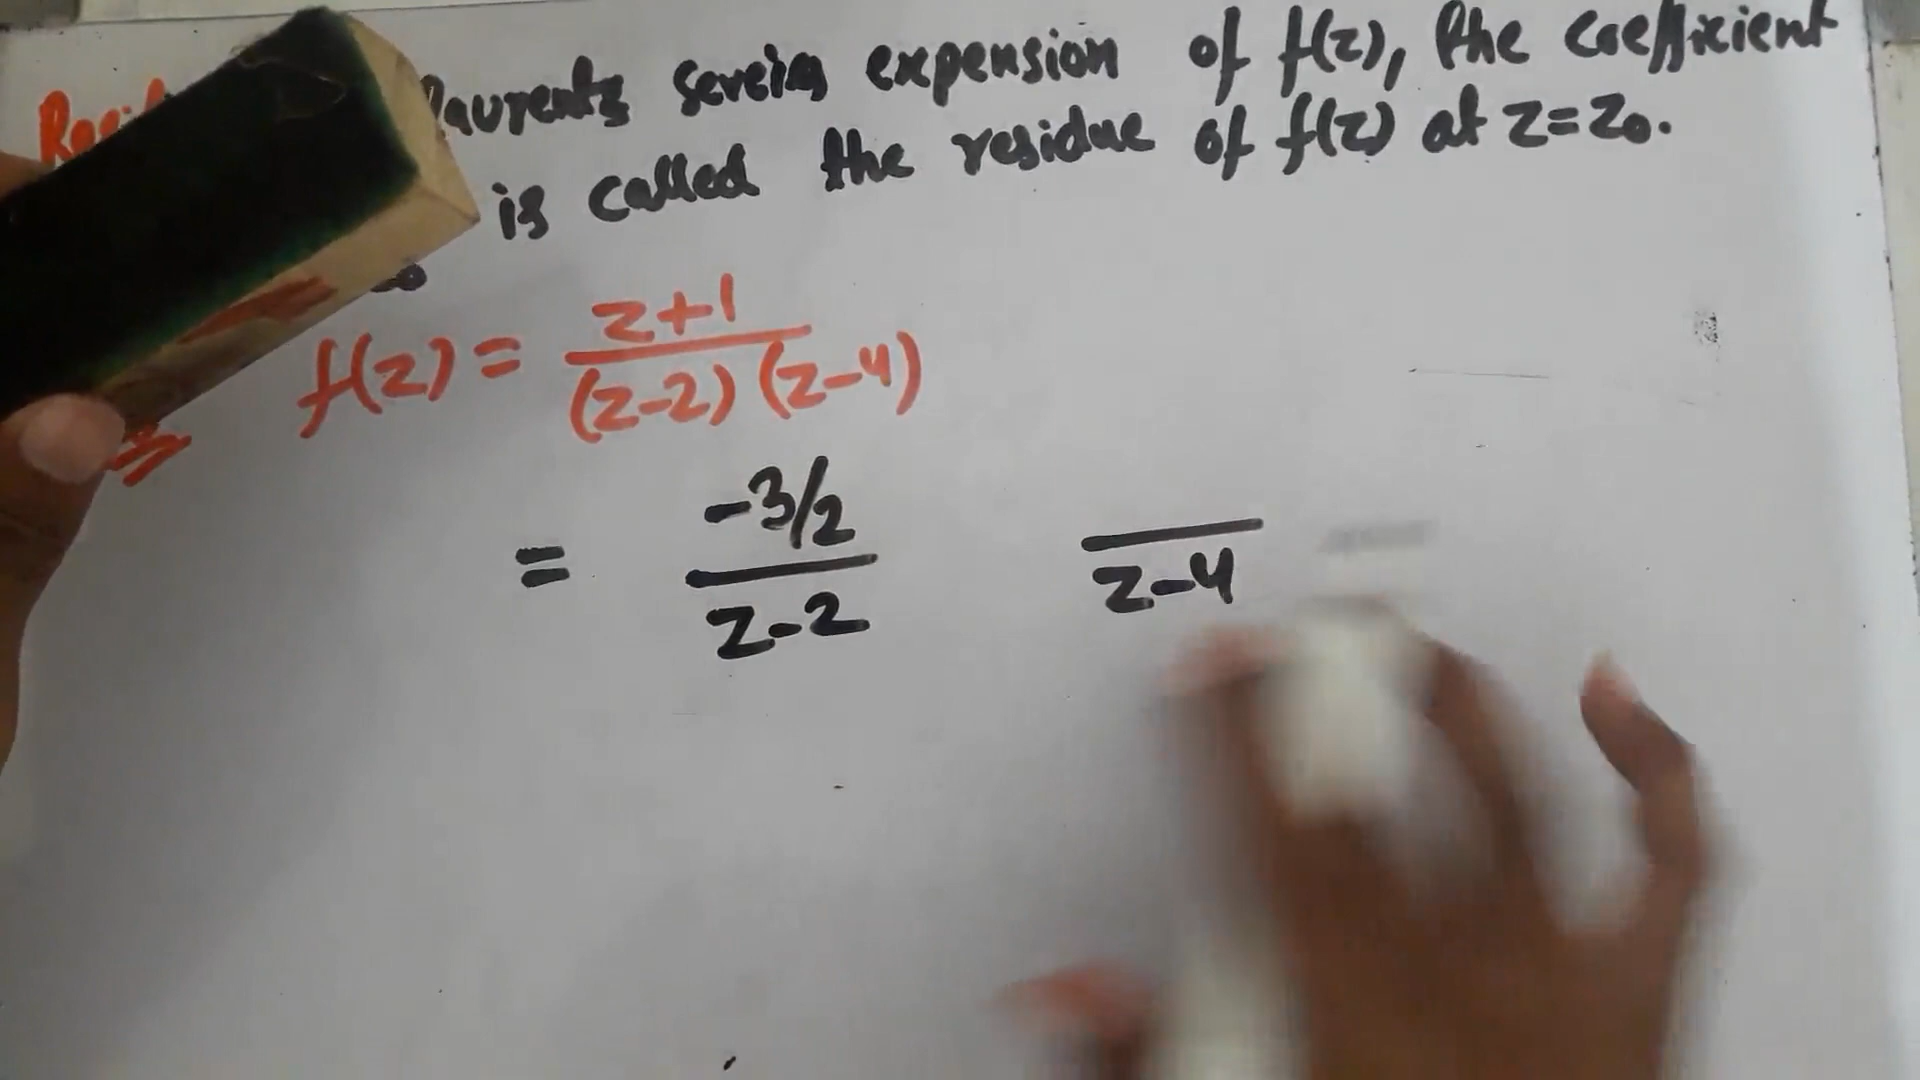 Laurents sereies expension of f(z), the coefficient
is called the residue of f(z) at z=z₀.
f(z) = z+1 / (z-2) (z-4)
= -3/2 / z-2   / z-4